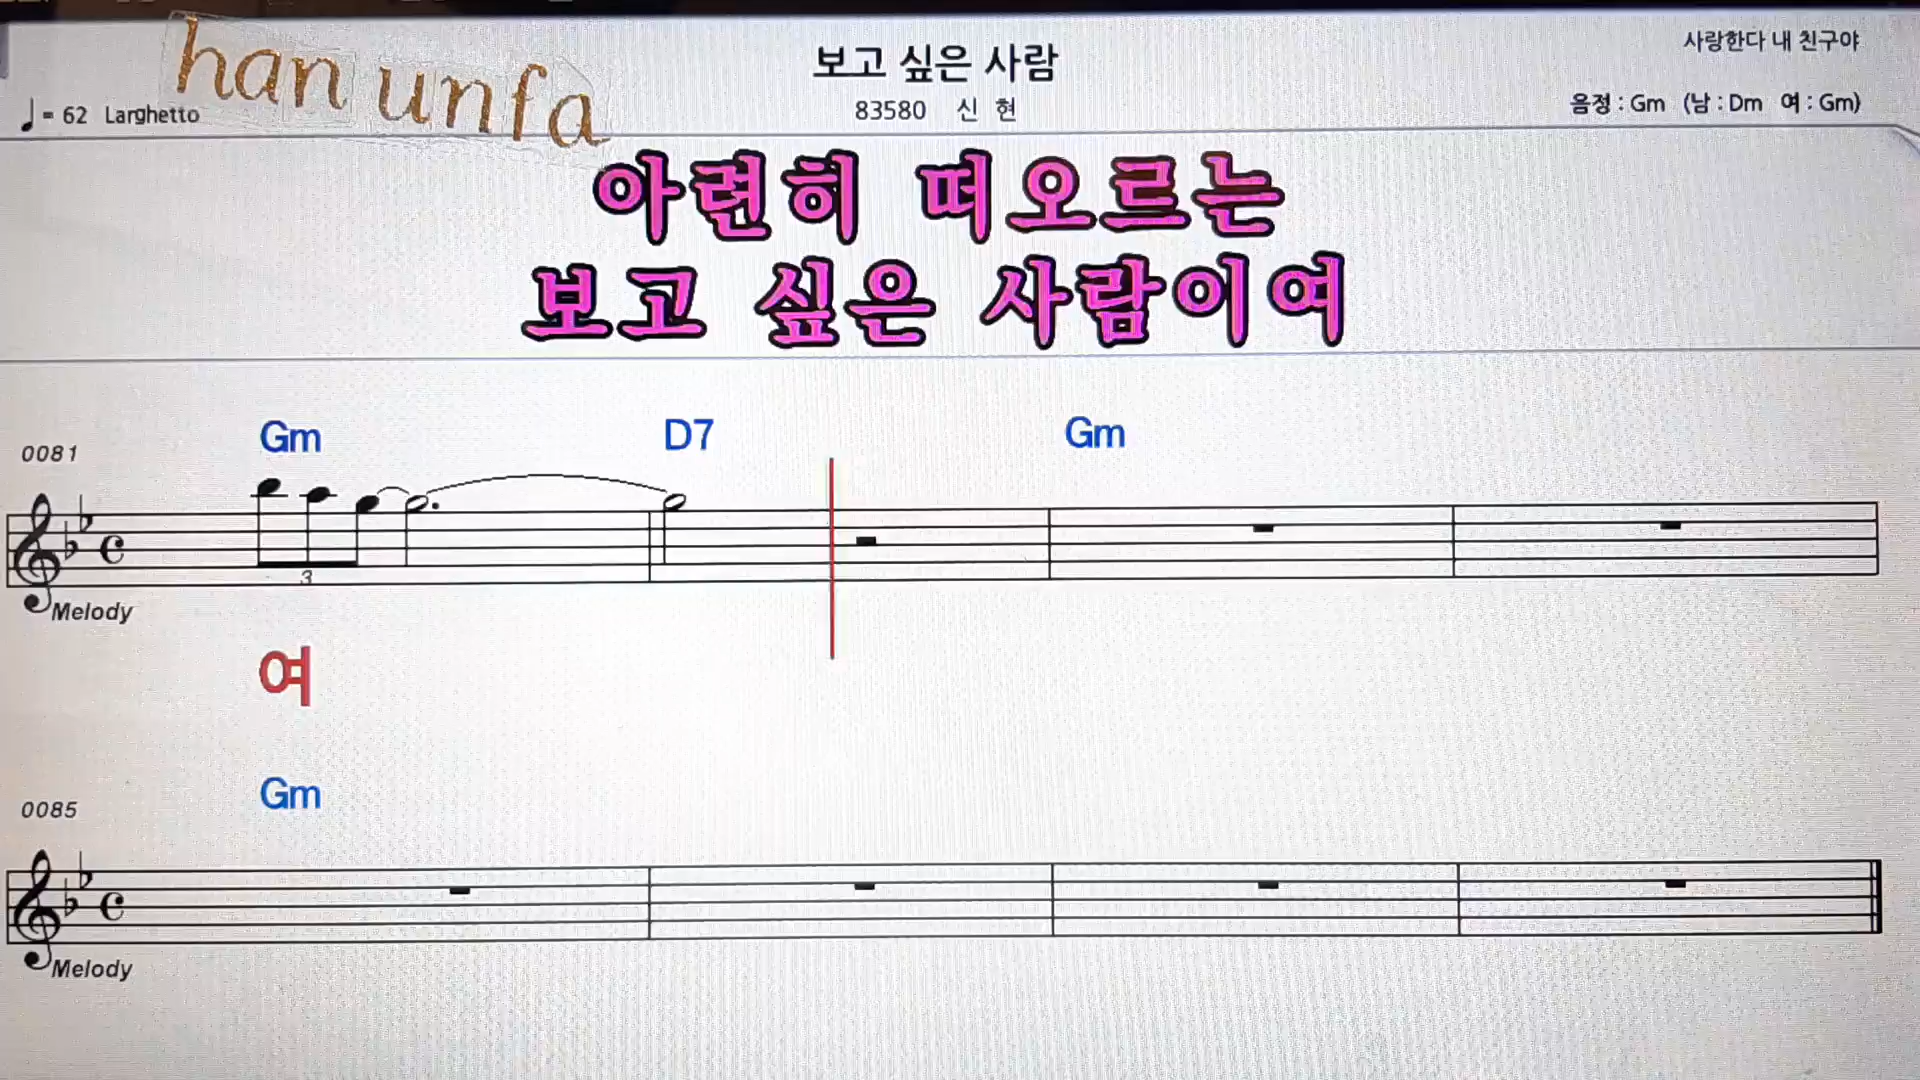 han unfa
보고 싶은 사람
사랑한다 내 친구야
♩ = 62 Larghetto
83580 신 현
음정 : Gm (남 : Dm 여 : Gm)
아련히 떠오르는
보고 싶은 사람이여
Gm D7 Gm
0081
3
Melody
여
Gm
0085
Melody